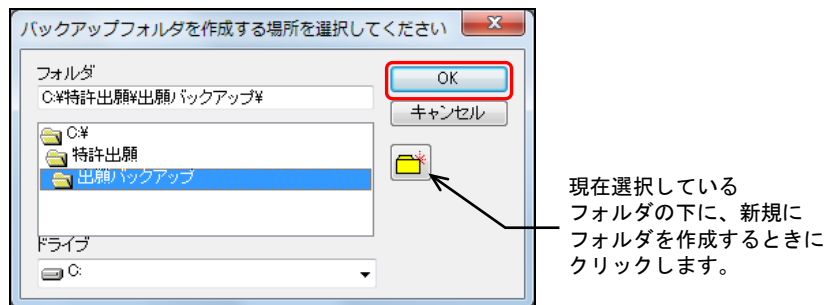 バックアップフォルダを作成する場所を選択してください
フォルダ
C:¥特許出願¥出願バックアップ¥
OK
キャンセル
C:¥
特許出願
出願バックアップ
ドライブ
C:
現在選択している
フォルダの下に、新規に
フォルダを作成するときに
クリックします。